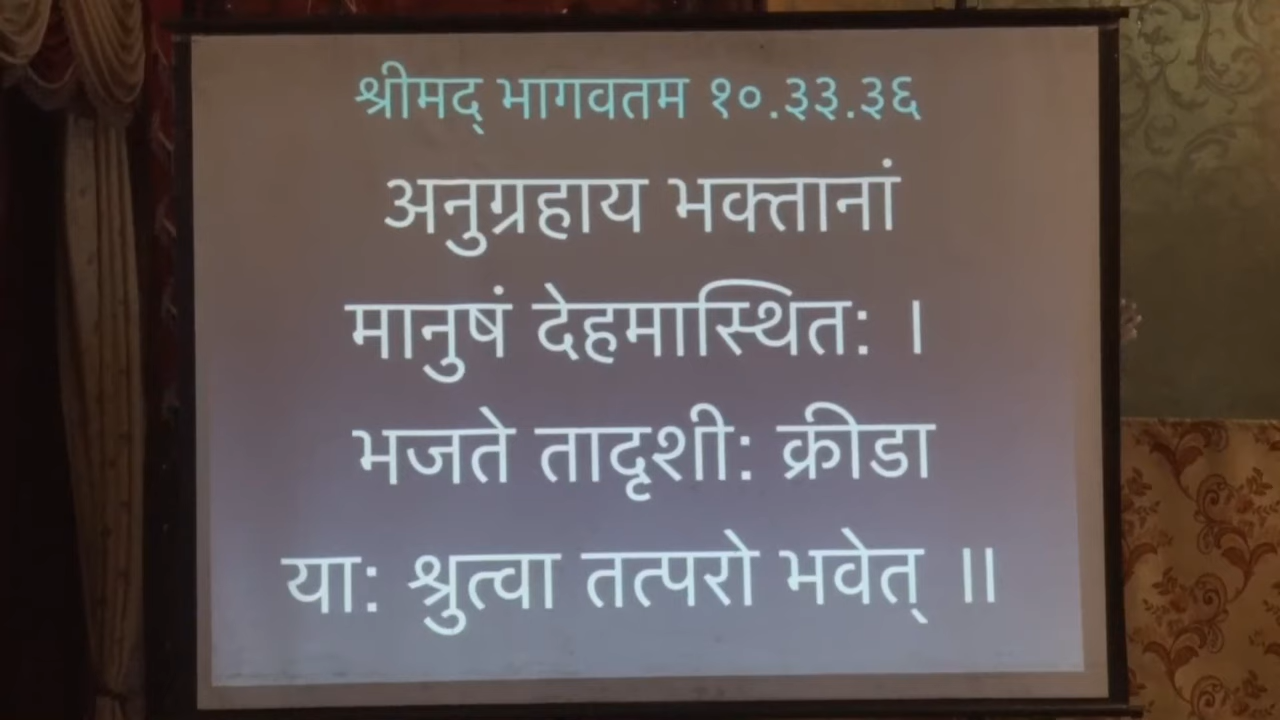 श्रीमद् भागवतम १०.३३.३६
अनुग्रहाय भक्तानां
मानुषं देहमास्थित: ।
भजते तादृशी: क्रीडा
या: श्रुत्वा तत्परो भवेत् ॥